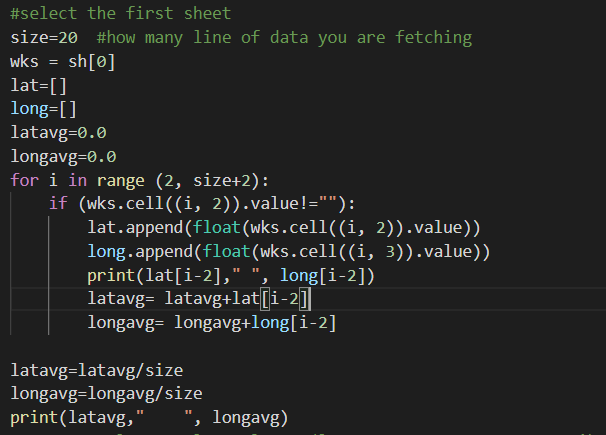 #select the first sheet
size=20  #how many line of data you are fetching
wks = sh[0]
lat=[]
long=[]
latavg=0.0
longavg=0.0
for i in range (2, size+2):
    if (wks.cell((i, 2)).value!=""):
        lat.append(float(wks.cell((i, 2)).value))
        long.append(float(wks.cell((i, 3)).value))
        print(lat[i-2]," ", long[i-2])
        latavg= latavg+lat[i-2]
        longavg= longavg+long[i-2]

latavg=latavg/size
longavg=longavg/size
print(latavg,"    ", longavg)